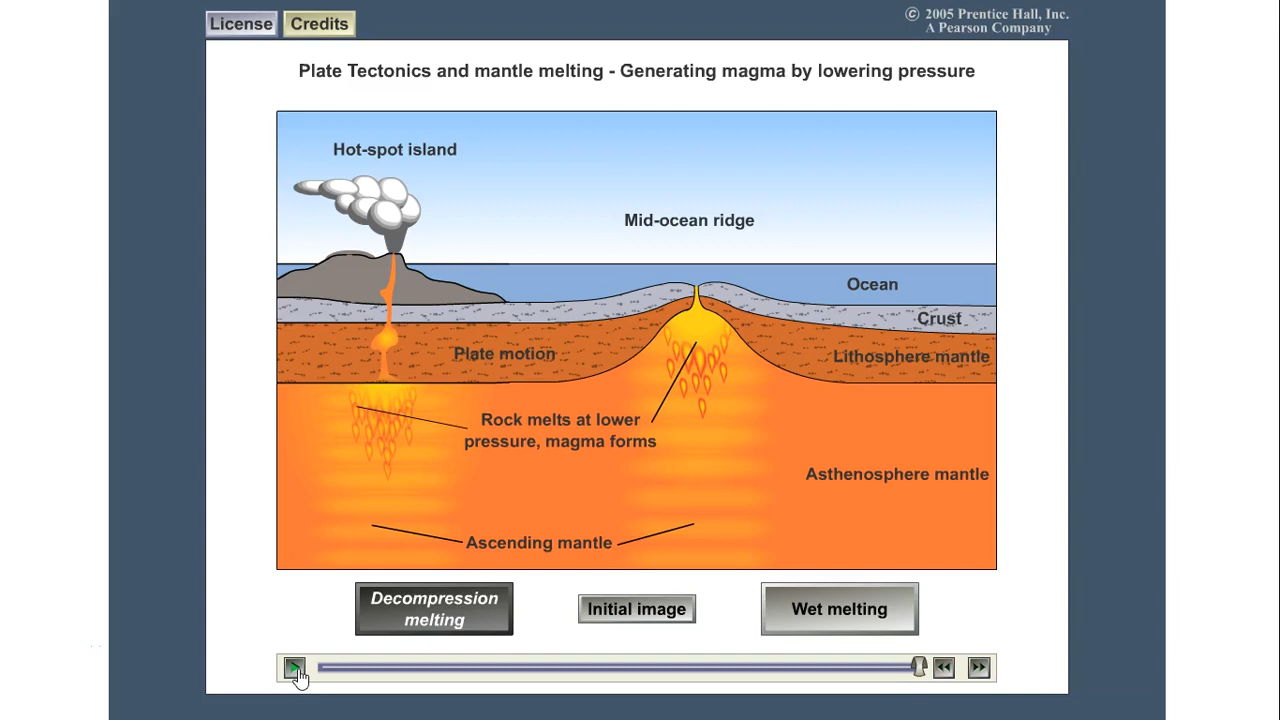 License
Credits
© 2005 Prentice Hall, Inc.
A Pearson Company
Plate Tectonics and mantle melting - Generating magma by lowering pressure
Hot-spot island
Mid-ocean ridge
Ocean
Crust
Plate motion
Lithosphere mantle
Rock melts at lower
pressure, magma forms
Asthenosphere mantle
Ascending mantle
Decompression
melting
Initial image
Wet melting